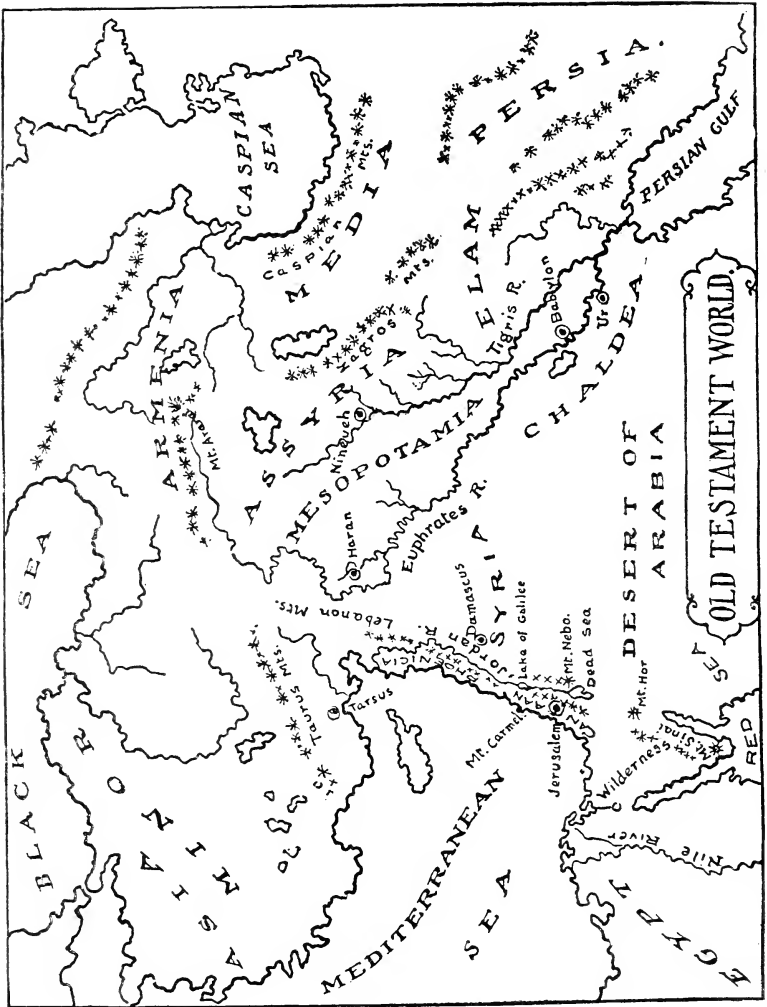 OLD TESTAMENT WORLD.
BLACK SEA
CASPIAN SEA
Caspian Mts.
ARMENIA
Mt. Arat
MEDIA
PERSIA.
ASIA MINOR
Taurus Mts.
Tarsus
ASSYRIA
Nineveh
Zagros Mts.
MESOPOTAMIA
ELAM
Tigris R.
Babylon
Ur
CHALDEA
PERSIAN GULF
Haran
Euphrates R.
SYRIA
Lebanon Mts.
Damascus
Jordan R.
Lake of Galilee
Mt. Nebo.
Dead Sea
CANAAN
Mt. Carmel.
Jerusalem
MEDITERRANEAN SEA
DESERT OF ARABIA
Mt. Hor
Wilderness
Mt. Sinai
RED SEA
Nile River
EGYPT